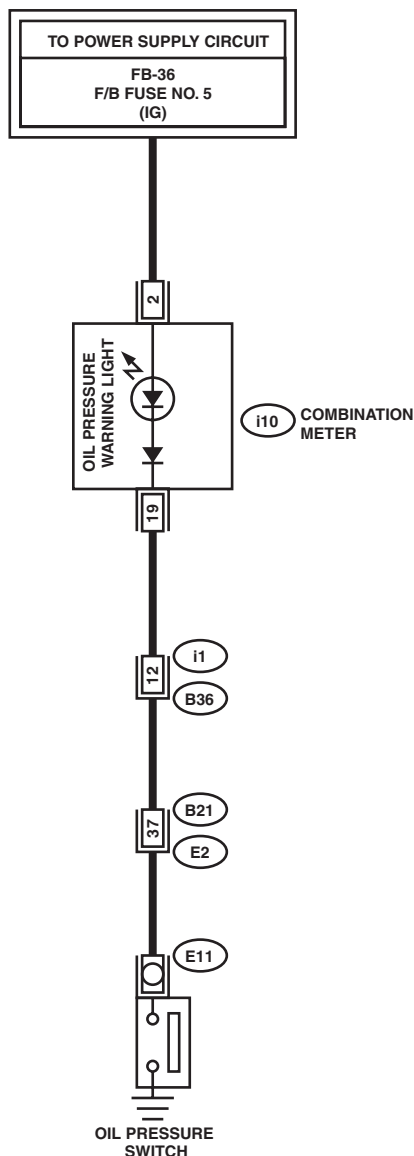 TO POWER SUPPLY CIRCUIT
FB-36
F/B FUSE NO. 5
(IG)
2
OIL PRESSURE
WARNING LIGHT
i10
COMBINATION
METER
19
i1
12
B36
B21
37
E2
E11
OIL PRESSURE
SWITCH